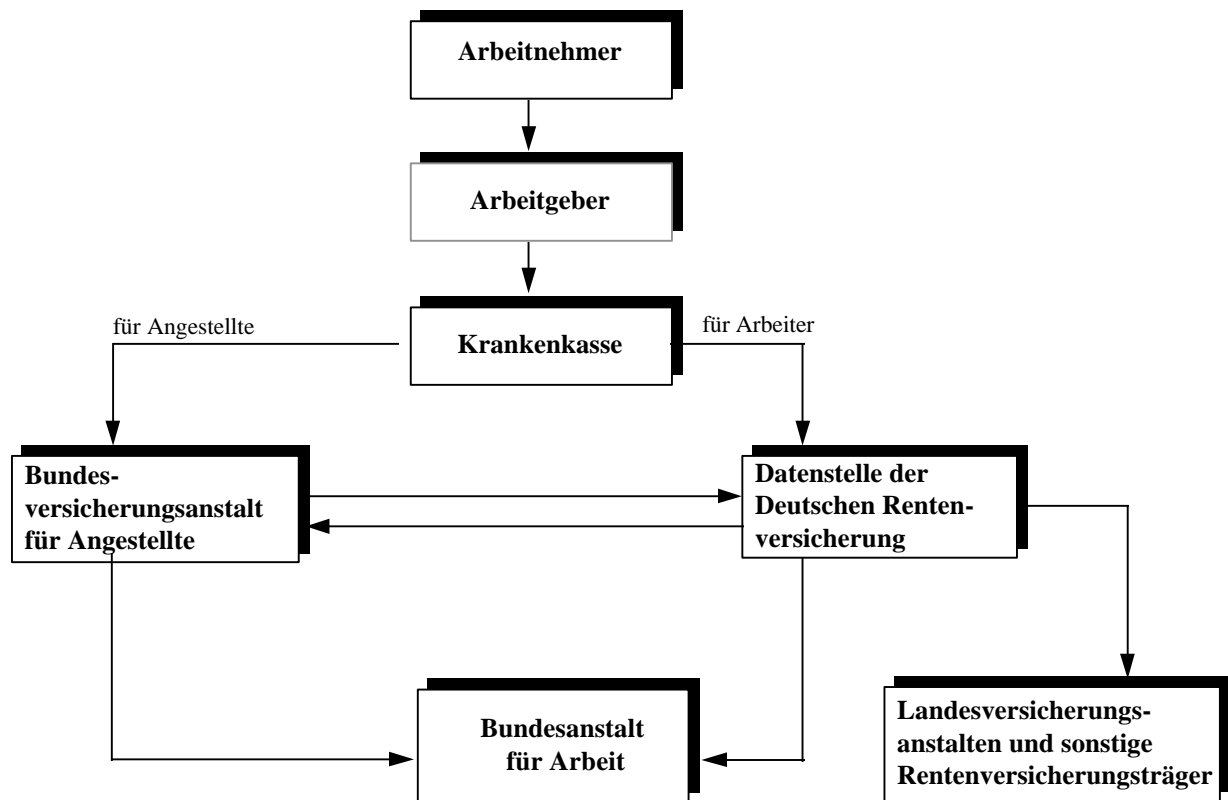 Arbeitnehmer
Arbeitgeber
für Angestellte
für Arbeiter
Krankenkasse
Bundes-
versicherungsanstalt
für Angestellte
Datenstelle der
Deutschen Renten-
versicherung
Bundesanstalt
für Arbeit
Landesversicherungs-
anstalten und sonstige
Rentenversicherungsträger